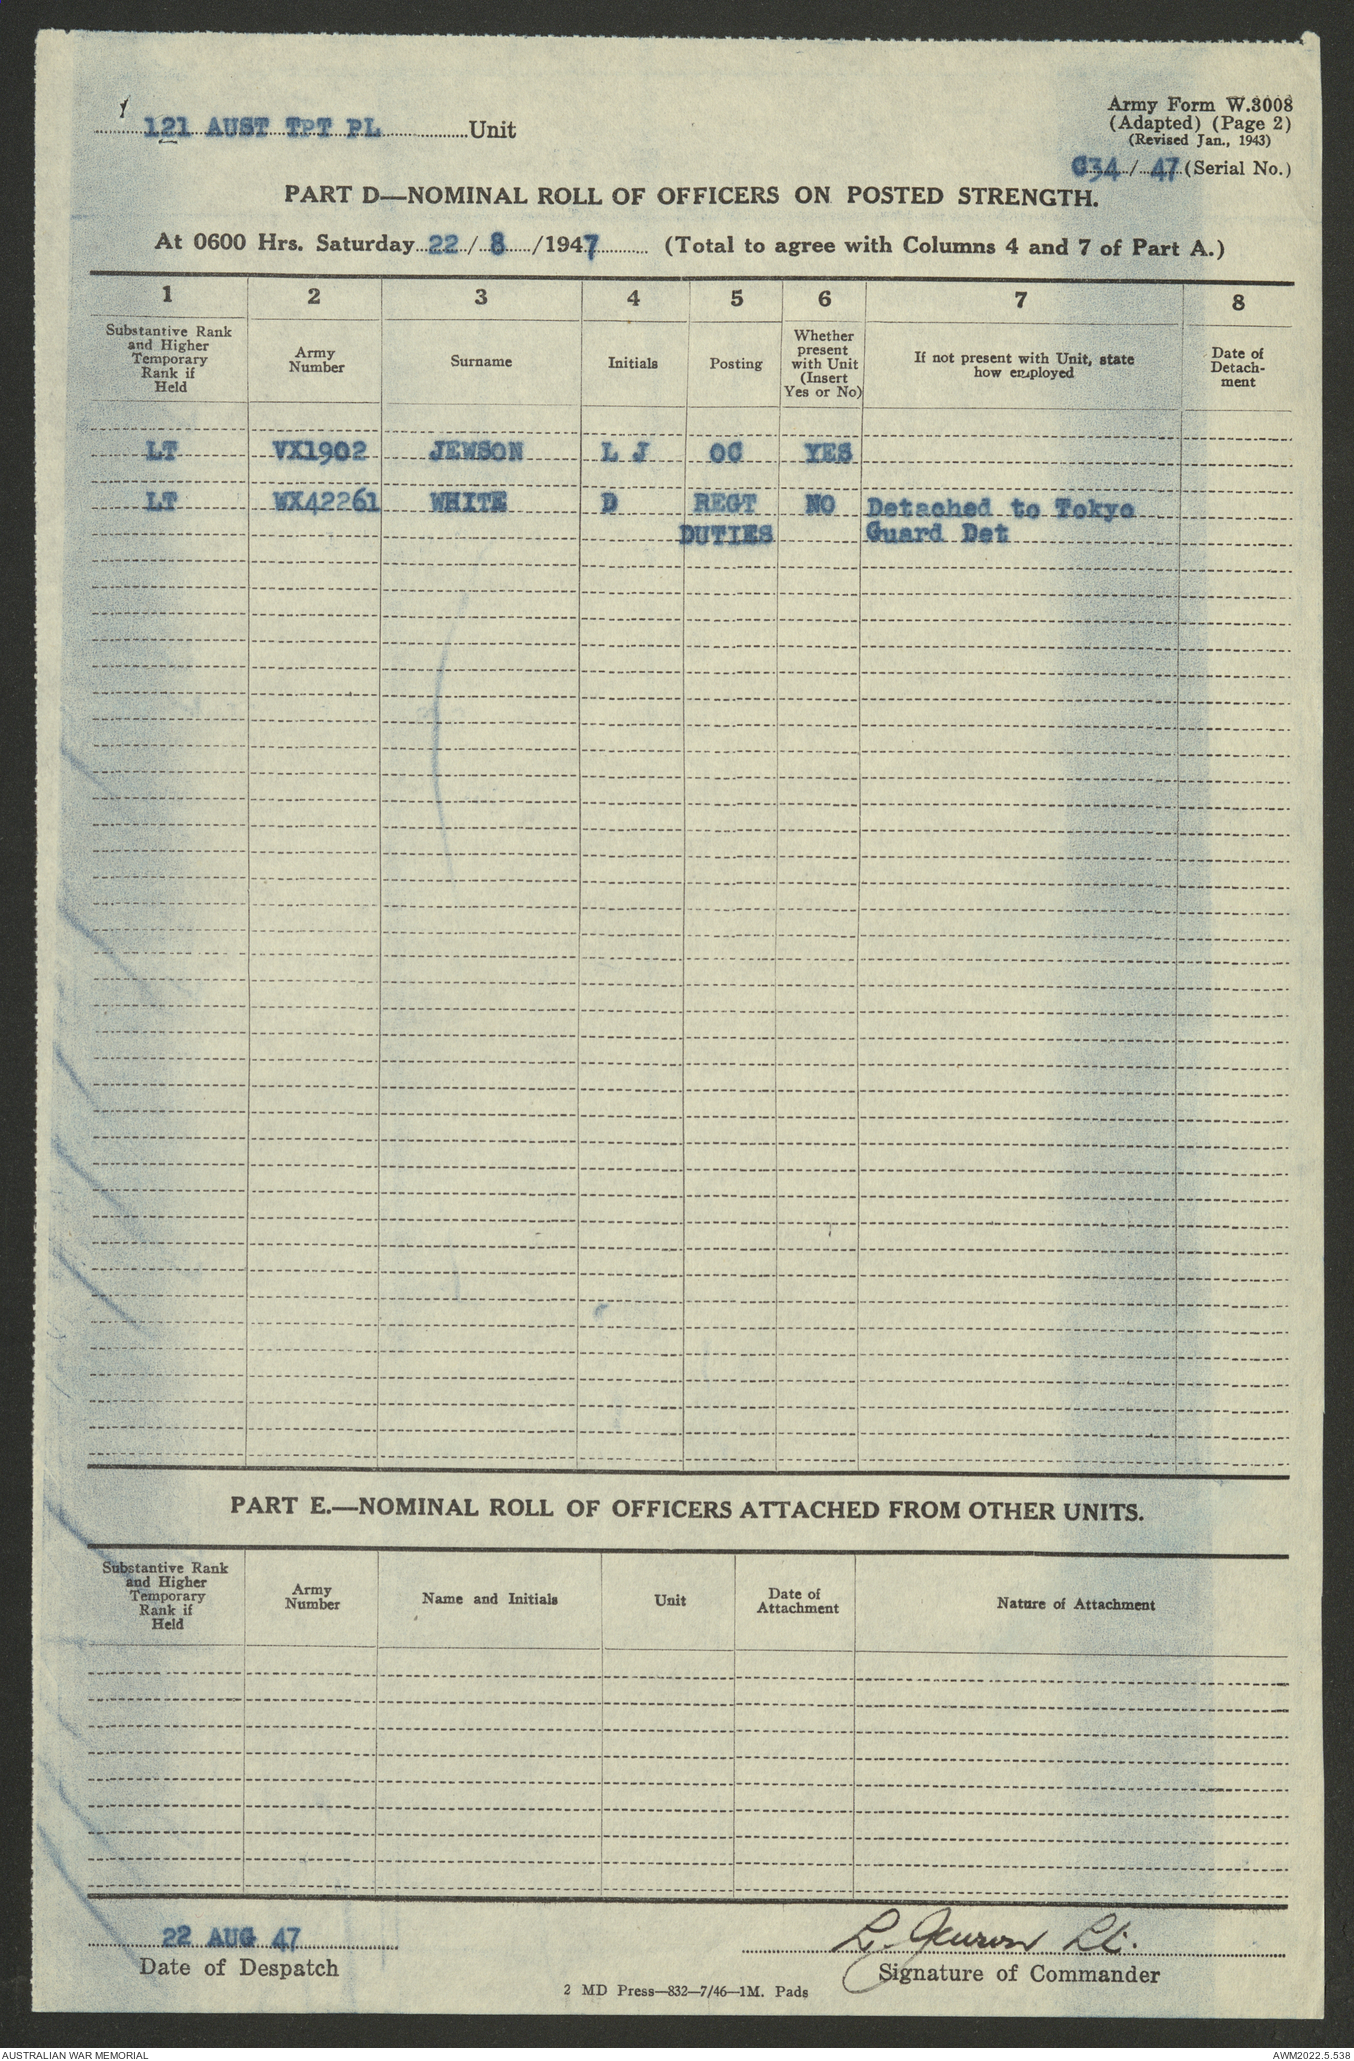 121 AUST TPT PL Unit
Army Form W.3008
(Adapted) (Page 2)
(Revised Jan., 1943)
C34 / 47 (Serial No.)
PART D—NOMINAL ROLL OF OFFICERS ON POSTED STRENGTH.
At 0600 Hrs. Saturday 22 / 8 /1947 (Total to agree with Columns 4 and 7 of Part A.)
1 2 3 4 5 6 7 8
Substantive Rank
and Higher
Temporary
Rank if
Held
Army
Number
Surname
Initials
Posting
Whether
present
with Unit
(Insert
Yes or No)
If not present with Unit, state
how employed
Date of
Detach-
ment
LT VX1902 JEWSON L J OC YES
LT WX42261 WHITE D REGT NO Detached to Tokyo
DUTIES Guard Det
PART E.—NOMINAL ROLL OF OFFICERS ATTACHED FROM OTHER UNITS.
Substantive Rank
and Higher
Temporary
Rank if
Held
Army
Number
Name and Initials
Unit
Date of
Attachment
Nature of Attachment
22 AUG 47
Date of Despatch
L. Jewson Lt.
Signature of Commander
2 MD Press—832—7/46—1M. Pads
AUSTRALIAN WAR MEMORIAL
AWM2022.5.538